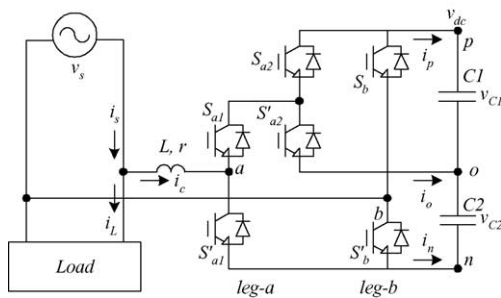 v_s
i_s
i_L
L, r
i_c
a
S_a1
S'_a1
S_a2
S'_a2
S_b
S'_b
b
i_p
i_o
i_n
v_dc
p
C1
v_C1
o
C2
v_C2
n
Load
leg-a
leg-b